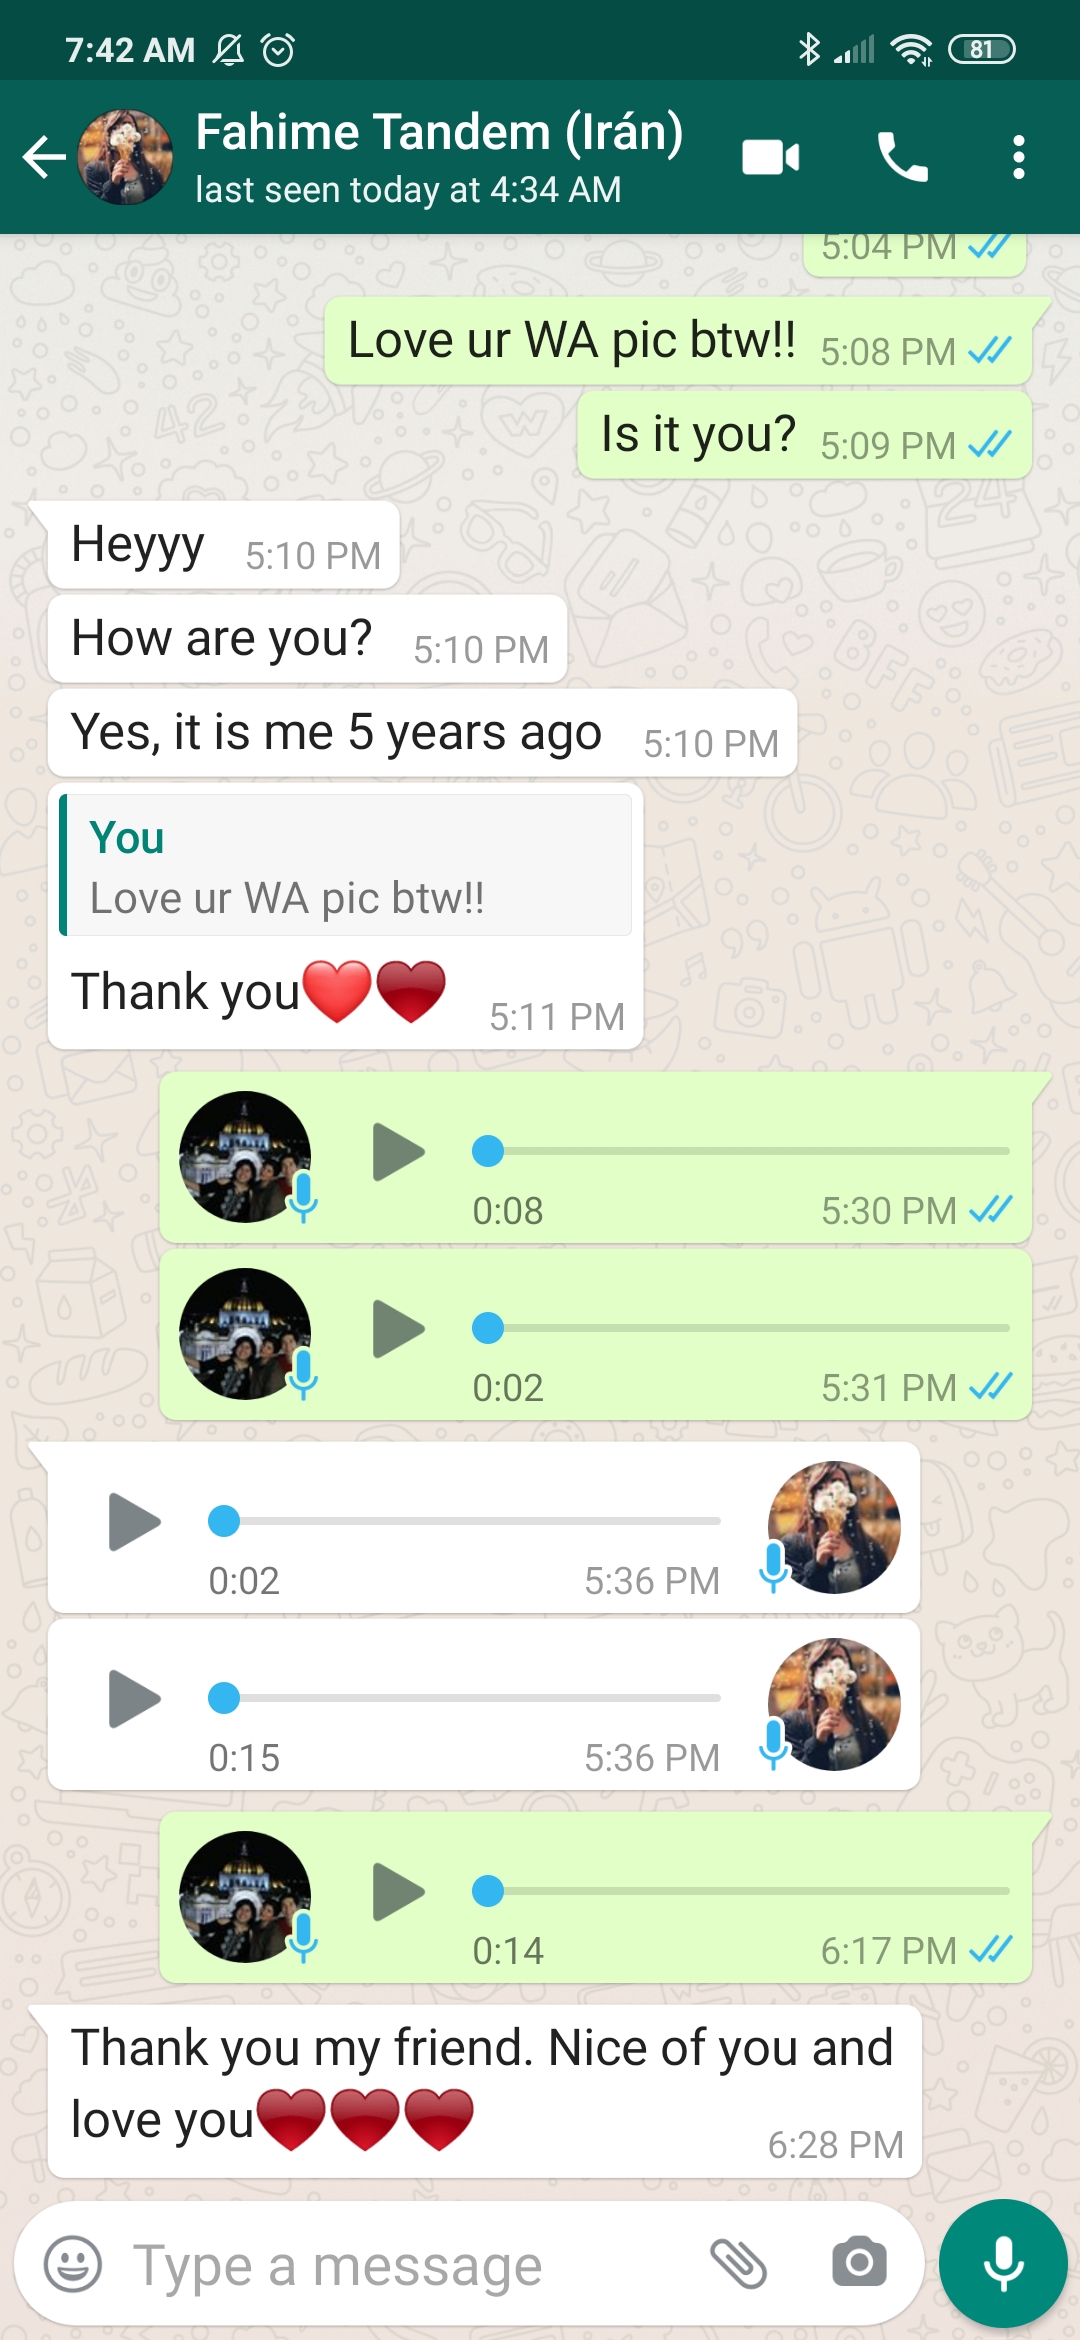 7:42 AM
81
Fahime Tandem (Irán)
last seen today at 4:34 AM
5:04 PM
Love ur WA pic btw!! 5:08 PM
Is it you? 5:09 PM
Heyyy 5:10 PM
How are you? 5:10 PM
Yes, it is me 5 years ago 5:10 PM
You
Love ur WA pic btw!!
Thank you❤️♥️ 5:11 PM
0:08 5:30 PM
0:02 5:31 PM
0:02 5:36 PM
0:15 5:36 PM
0:14 6:17 PM
Thank you my friend. Nice of you and
love you♥️♥️♥️ 6:28 PM
Type a message